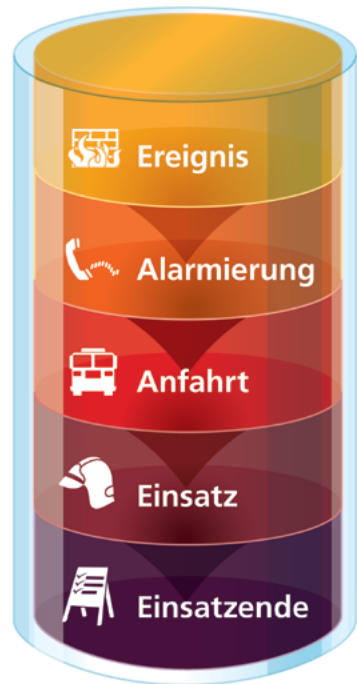 Ereignis
Alarmierung
Anfahrt
Einsatz
Einsatzende